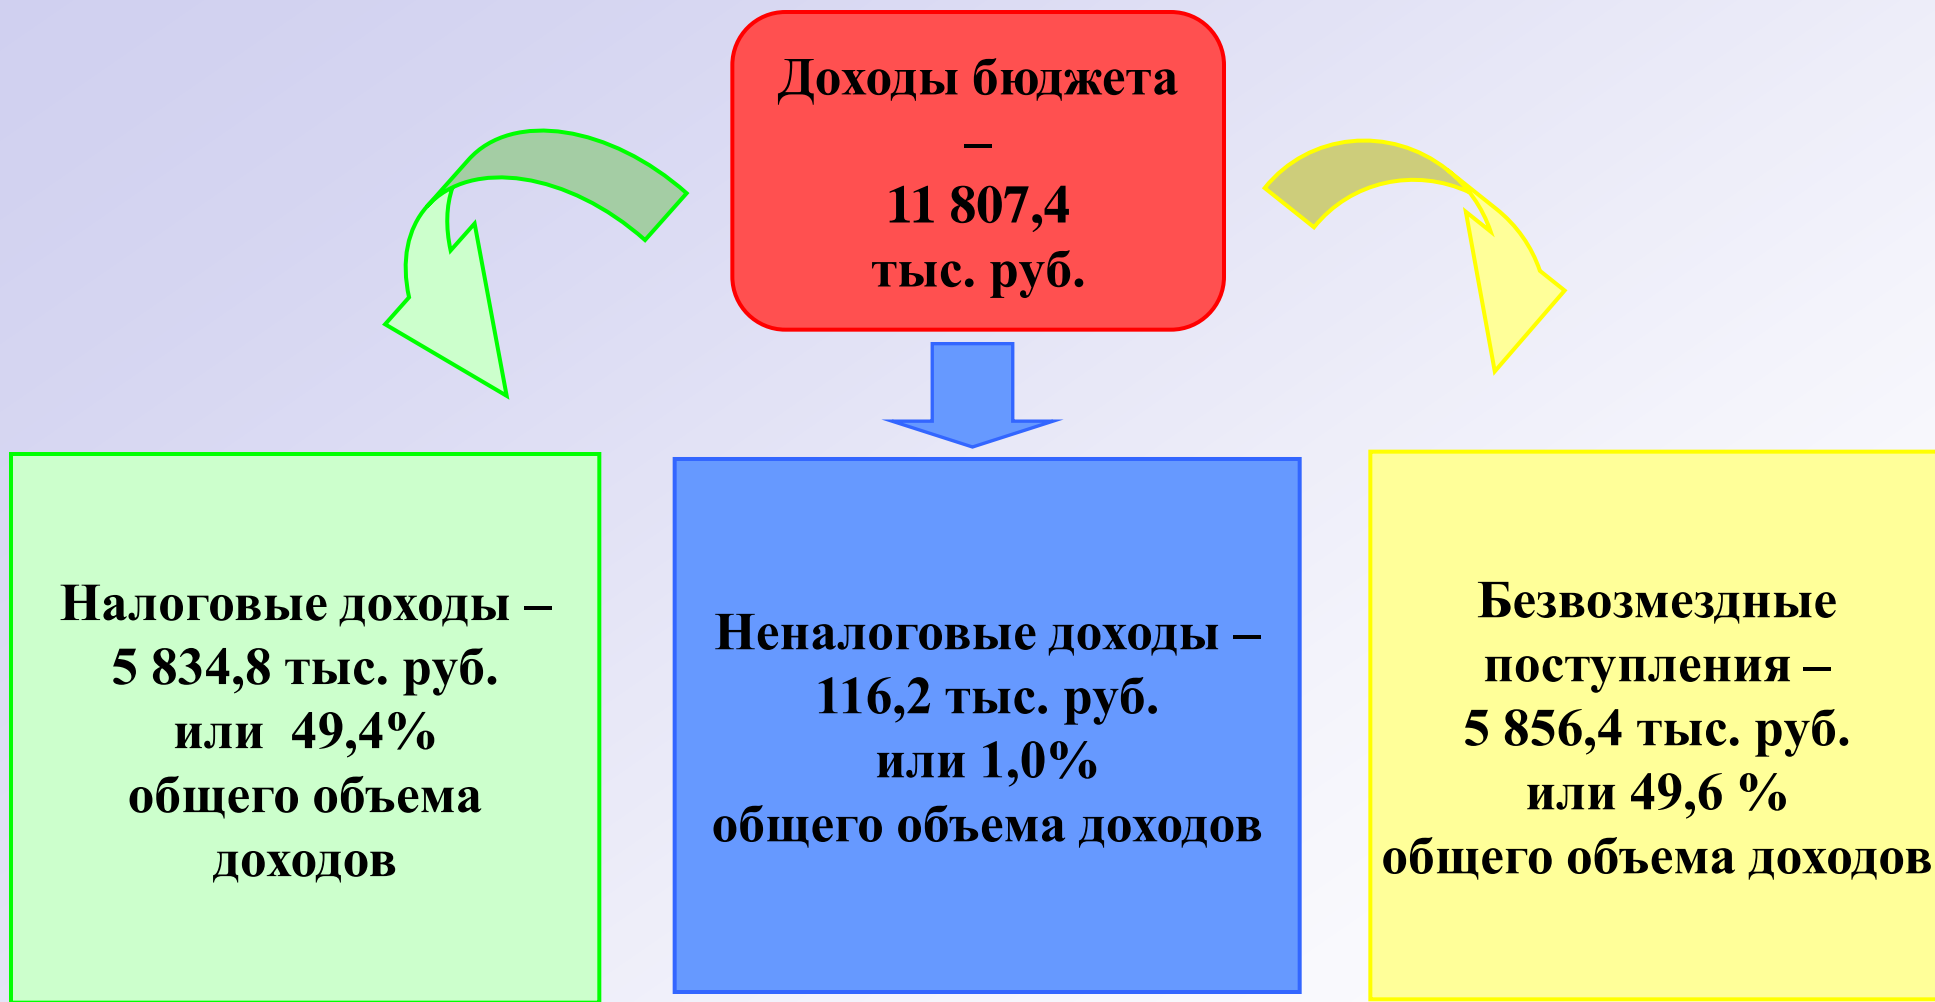 Доходы бюджета
–
11 807,4
тыс. руб.
Налоговые доходы –
5 834,8 тыс. руб.
или 49,4%
общего объема
доходов
Неналоговые доходы –
116,2 тыс. руб.
или 1,0%
общего объема доходов
Безвозмездные
поступления –
5 856,4 тыс. руб.
или 49,6 %
общего объема доходов